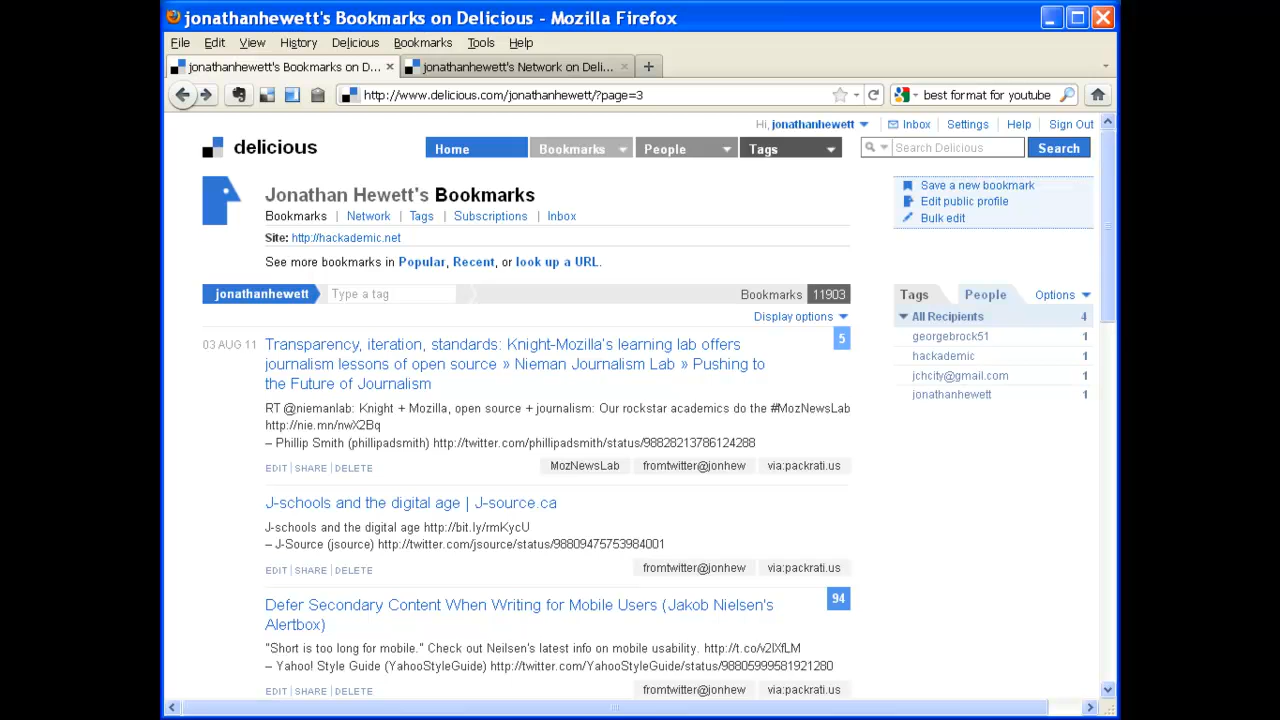 jonathanhewett's Bookmarks on Delicious - Mozilla Firefox
File Edit View History Delicious Bookmarks Tools Help
jonathanhewett's Bookmarks on D... jonathanhewett's Network on Deli...
http://www.delicious.com/jonathanhewett/?page=3 best format for youtube
Hi, jonathanhewett Inbox Settings Help Sign Out
delicious Home Bookmarks People Tags Search Delicious Search
Jonathan Hewett's Bookmarks
Bookmarks | Network | Tags | Subscriptions | Inbox
Site: http://hackademic.net
See more bookmarks in Popular, Recent, or look up a URL.
Save a new bookmark
Edit public profile
Bulk edit
jonathanhewett Type a tag Bookmarks 11903
Display options
Tags People Options
All Recipients 4
georgebrock51 1
hackademic 1
jchcity@gmail.com 1
jonathanhewett 1
03 AUG 11 Transparency, iteration, standards: Knight-Mozilla's learning lab offers 5
journalism lessons of open source » Nieman Journalism Lab » Pushing to
the Future of Journalism
RT @niemanlab: Knight + Mozilla, open source + journalism: Our rockstar academics do the #MozNewsLab
http://nie.mn/nwX2Bq
– Phillip Smith (phillipadsmith) http://twitter.com/phillipadsmith/status/98828213786124288
EDIT | SHARE | DELETE MozNewsLab fromtwitter@jonhew via:packrati.us
J-schools and the digital age | J-source.ca
J-schools and the digital age http://bit.ly/rmKycU
– J-Source (jsource) http://twitter.com/jsource/status/98809475753984001
EDIT | SHARE | DELETE fromtwitter@jonhew via:packrati.us
Defer Secondary Content When Writing for Mobile Users (Jakob Nielsen's 94
Alertbox)
"Short is too long for mobile." Check out Neilsen's latest info on mobile usability. http://t.co/v2IXfLM
– Yahoo! Style Guide (YahooStyleGuide) http://twitter.com/YahooStyleGuide/status/98805999581921280
EDIT | SHARE | DELETE fromtwitter@jonhew via:packrati.us